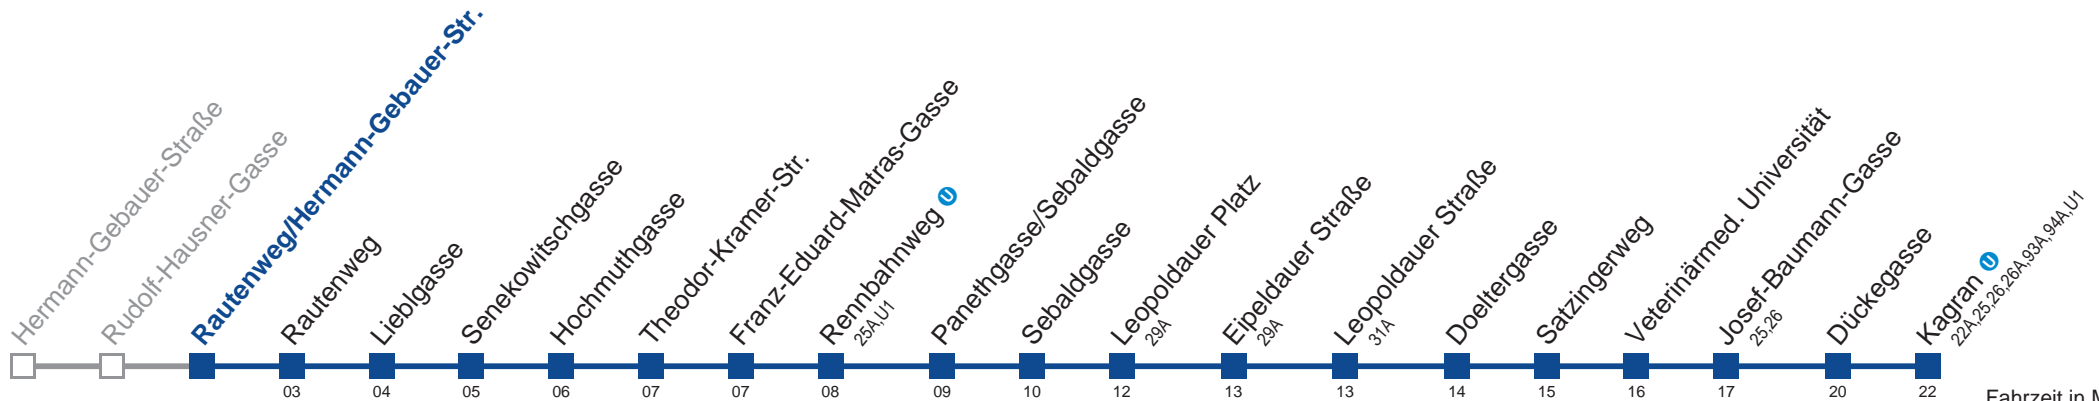 Hermann-Gebauer-Straße
Rudolf-Hausner-Gasse
Rautenweg/Hermann-Gebauer-Str.
Rautenweg
Lieblgasse
Senekowitschgasse
Hochmuthgasse
Theodor-Kramer-Str.
Franz-Eduard-Matras-Gasse
Rennbahnweg U
25A,U1
Panethgasse/Sebaldgasse
Sebaldgasse
Leopoldauer Platz
29A
Eipeldauer Straße
29A
Leopoldauer Straße
31A
Doeltergasse
Satzingerweg
Veterinärmed. Universität
Josef-Baumann-Gasse
25,26
Dückegasse
Kagran U
22A,25,26,26A,93A,94A,U1
03 04 05 06 07 07 08 09 10 12 13 13 14 15 16 17 20 22
Fahrzeit in M